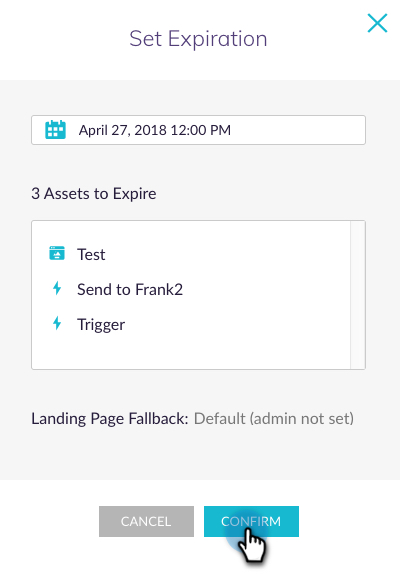 Set Expiration
April 27, 2018 12:00 PM
3 Assets to Expire
Test
Send to Frank2
Trigger
Landing Page Fallback: Default (admin not set)
CANCEL CONFIRM